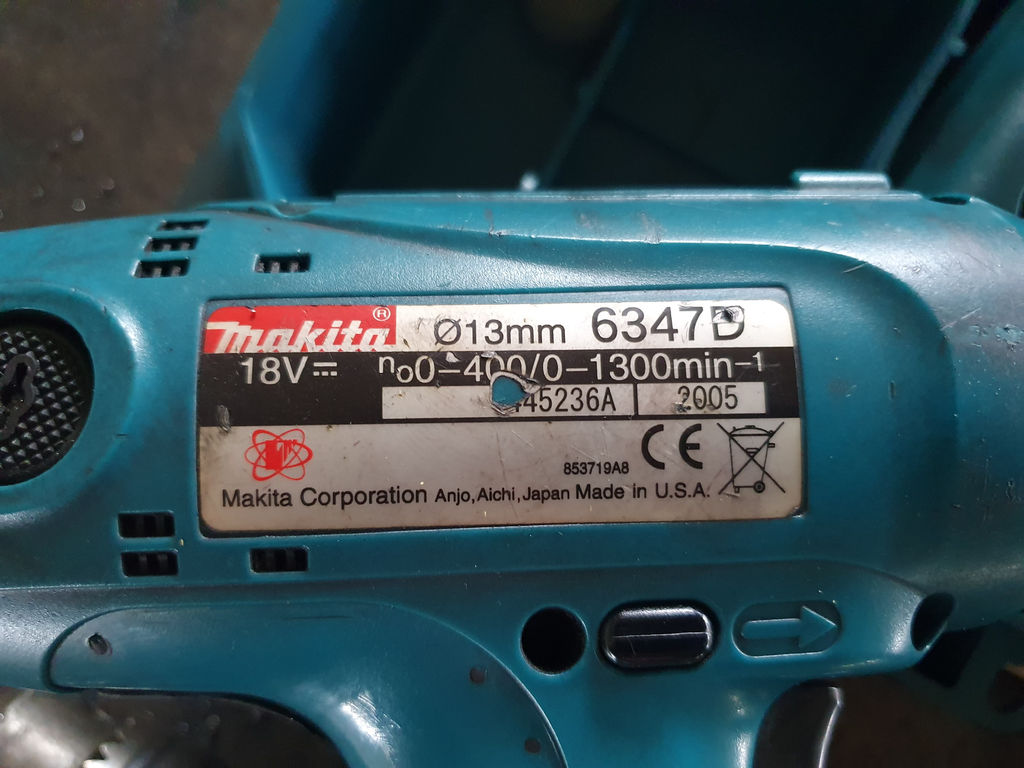 makita® Ø13mm 6347D
18V⎓ n₀0-400/0-1300min-1
45236A 2005
853719A8 CE
Makita Corporation Anjo,Aichi,Japan Made in U.S.A.